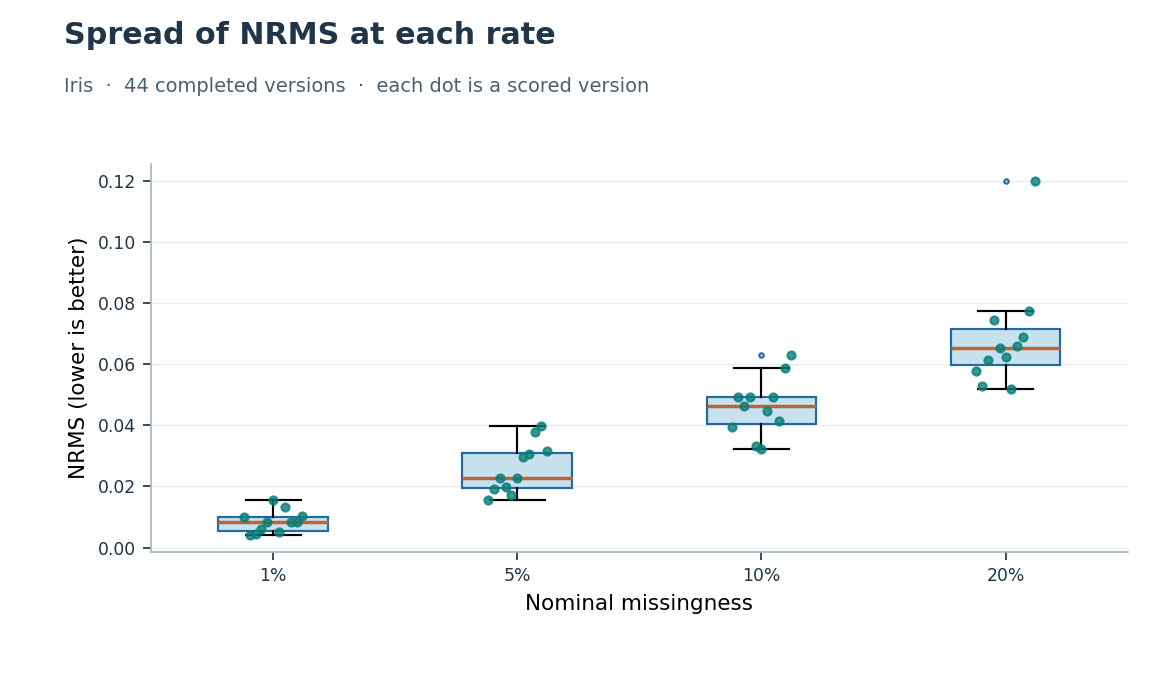 Spread of NRMS at each rate
Iris · 44 completed versions · each dot is a scored version
NRMS (lower is better)
0.12
0.10
0.08
0.06
0.04
0.02
0.00
1% 5% 10% 20%
Nominal missingness